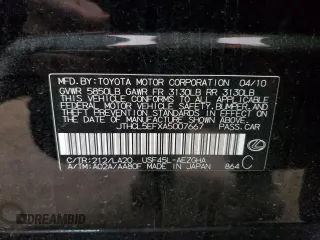 MFD. BY: TOYOTA MOTOR CORPORATION 04/10
GVWR 5850LB GAWR FR 3130LB RR 3130LB
THIS VEHICLE CONFORMS TO ALL APPLICABLE
FEDERAL MOTOR VEHICLE SAFETY, BUMPER, AND
THEFT PREVENTION STANDARDS IN EFFECT ON
THE DATE OF MANUFACTURE SHOWN ABOVE.
JTHCL5EFXA5007667 PASS. CAR
C/TR: 212/LA20 USF45L-AEZGHA
A/TM: A02A/AA80F MADE IN JAPAN 864 C
AUTOBIDMASTER